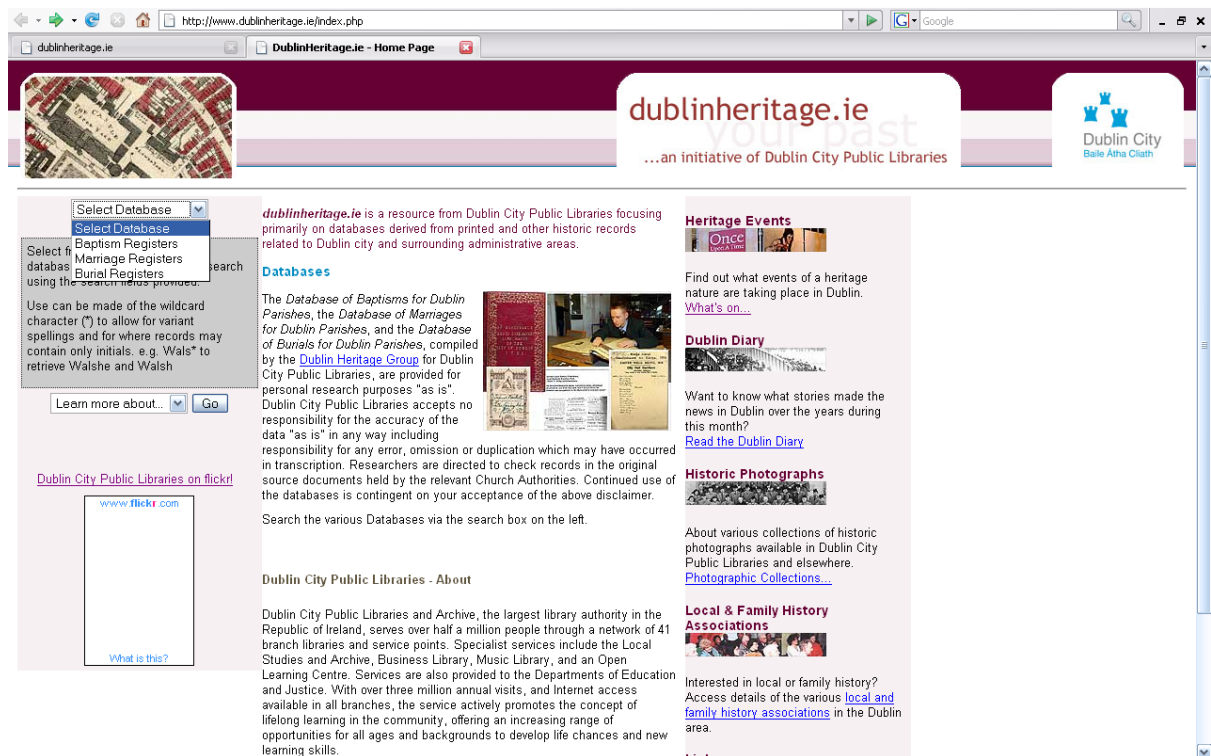 http://www.dublinheritage.ie/index.php
Google
dublinheritage.ie
DublinHeritage.ie - Home Page
dublinheritage.ie
your past
...an initiative of Dublin City Public Libraries
Dublin City
Baile Átha Cliath
Select Database
Select Database
Baptism Registers
Marriage Registers
Burial Registers
Select
databas search
using the search fields provided.
Use can be made of the wildcard
character (*) to allow for variant
spellings and for where records may
contain only initials. e.g. Wals* to
retrieve Walshe and Walsh
Learn more about... Go
Dublin City Public Libraries on flickr!
www.flickr.com
What is this?
dublinheritage.ie is a resource from Dublin City Public Libraries focusing
primarily on databases derived from printed and other historic records
related to Dublin city and surrounding administrative areas.
Databases
The Database of Baptisms for Dublin
Parishes, the Database of Marriages
for Dublin Parishes, and the Database
of Burials for Dublin Parishes, compiled
by the Dublin Heritage Group for Dublin
City Public Libraries, are provided for
personal research purposes "as is".
Dublin City Public Libraries accepts no
responsibility for the accuracy of the
data "as is" in any way including
responsibility for any error, omission or duplication which may have occurred
in transcription. Researchers are directed to check records in the original
source documents held by the relevant Church Authorities. Continued use of
the databases is contingent on your acceptance of the above disclaimer.
Search the various Databases via the search box on the left.
Dublin City Public Libraries - About
Dublin City Public Libraries and Archive, the largest library authority in the
Republic of Ireland, serves over half a million people through a network of 41
branch libraries and service points. Specialist services include the Local
Studies and Archive, Business Library, Music Library, and an Open
Learning Centre. Services are also provided to the Departments of Education
and Justice. With over three million annual visits, and Internet access
available in all branches, the service actively promotes the concept of
lifelong learning in the community, offering an increasing range of
opportunities for all ages and backgrounds to develop life chances and new
learning skills.
Heritage Events
Once
Upon A Time
Find out what events of a heritage
nature are taking place in Dublin.
What's on...
Dublin Diary
Want to know what stories made the
news in Dublin over the years during
this month?
Read the Dublin Diary
Historic Photographs
About various collections of historic
photographs available in Dublin City
Public Libraries and elsewhere.
Photographic Collections...
Local & Family History
Associations
Interested in local or family history?
Access details of the various local and
family history associations in the Dublin
area.